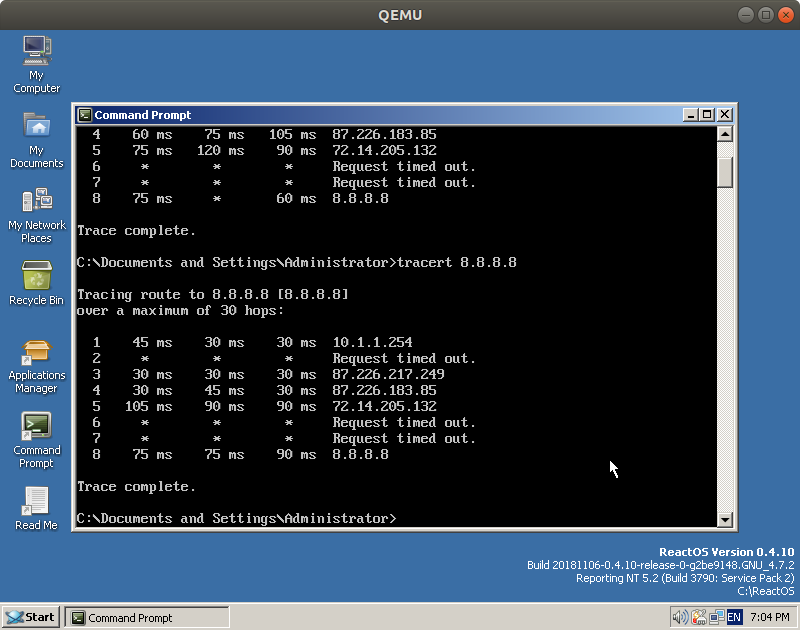 QEMU
My
Computer
My
Documents
My Network
Places
Recycle Bin
Applications
Manager
Command
Prompt
Read Me
Command Prompt
4 60 ms 75 ms 105 ms 87.226.183.85
5 75 ms 120 ms 90 ms 72.14.205.132
6 * * * Request timed out.
7 * * * Request timed out.
8 75 ms * 60 ms 8.8.8.8
Trace complete.
C:\Documents and Settings\Administrator>tracert 8.8.8.8
Tracing route to 8.8.8.8 [8.8.8.8]
over a maximum of 30 hops:
1 45 ms 30 ms 30 ms 10.1.1.254
2 * * * Request timed out.
3 30 ms 30 ms 30 ms 87.226.217.249
4 30 ms 45 ms 30 ms 87.226.183.85
5 105 ms 90 ms 90 ms 72.14.205.132
6 * * * Request timed out.
7 * * * Request timed out.
8 75 ms 75 ms 90 ms 8.8.8.8
Trace complete.
C:\Documents and Settings\Administrator>
ReactOS Version 0.4.10
Build 20181106-0.4.10-release-0-g2be9148.GNU_4.7.2
Reporting NT 5.2 (Build 3790: Service Pack 2)
C:\ReactOS
Start Command Prompt EN 7:04 PM